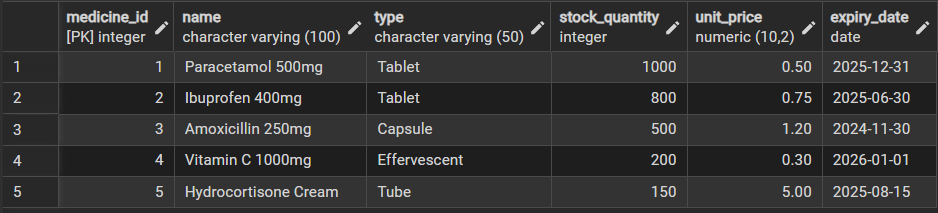 medicine_id name type stock_quantity unit_price expiry_date
[PK] integer character varying (100) character varying (50) integer numeric (10,2) date
1 1 Paracetamol 500mg Tablet 1000 0.50 2025-12-31
2 2 Ibuprofen 400mg Tablet 800 0.75 2025-06-30
3 3 Amoxicillin 250mg Capsule 500 1.20 2024-11-30
4 4 Vitamin C 1000mg Effervescent 200 0.30 2026-01-01
5 5 Hydrocortisone Cream Tube 150 5.00 2025-08-15